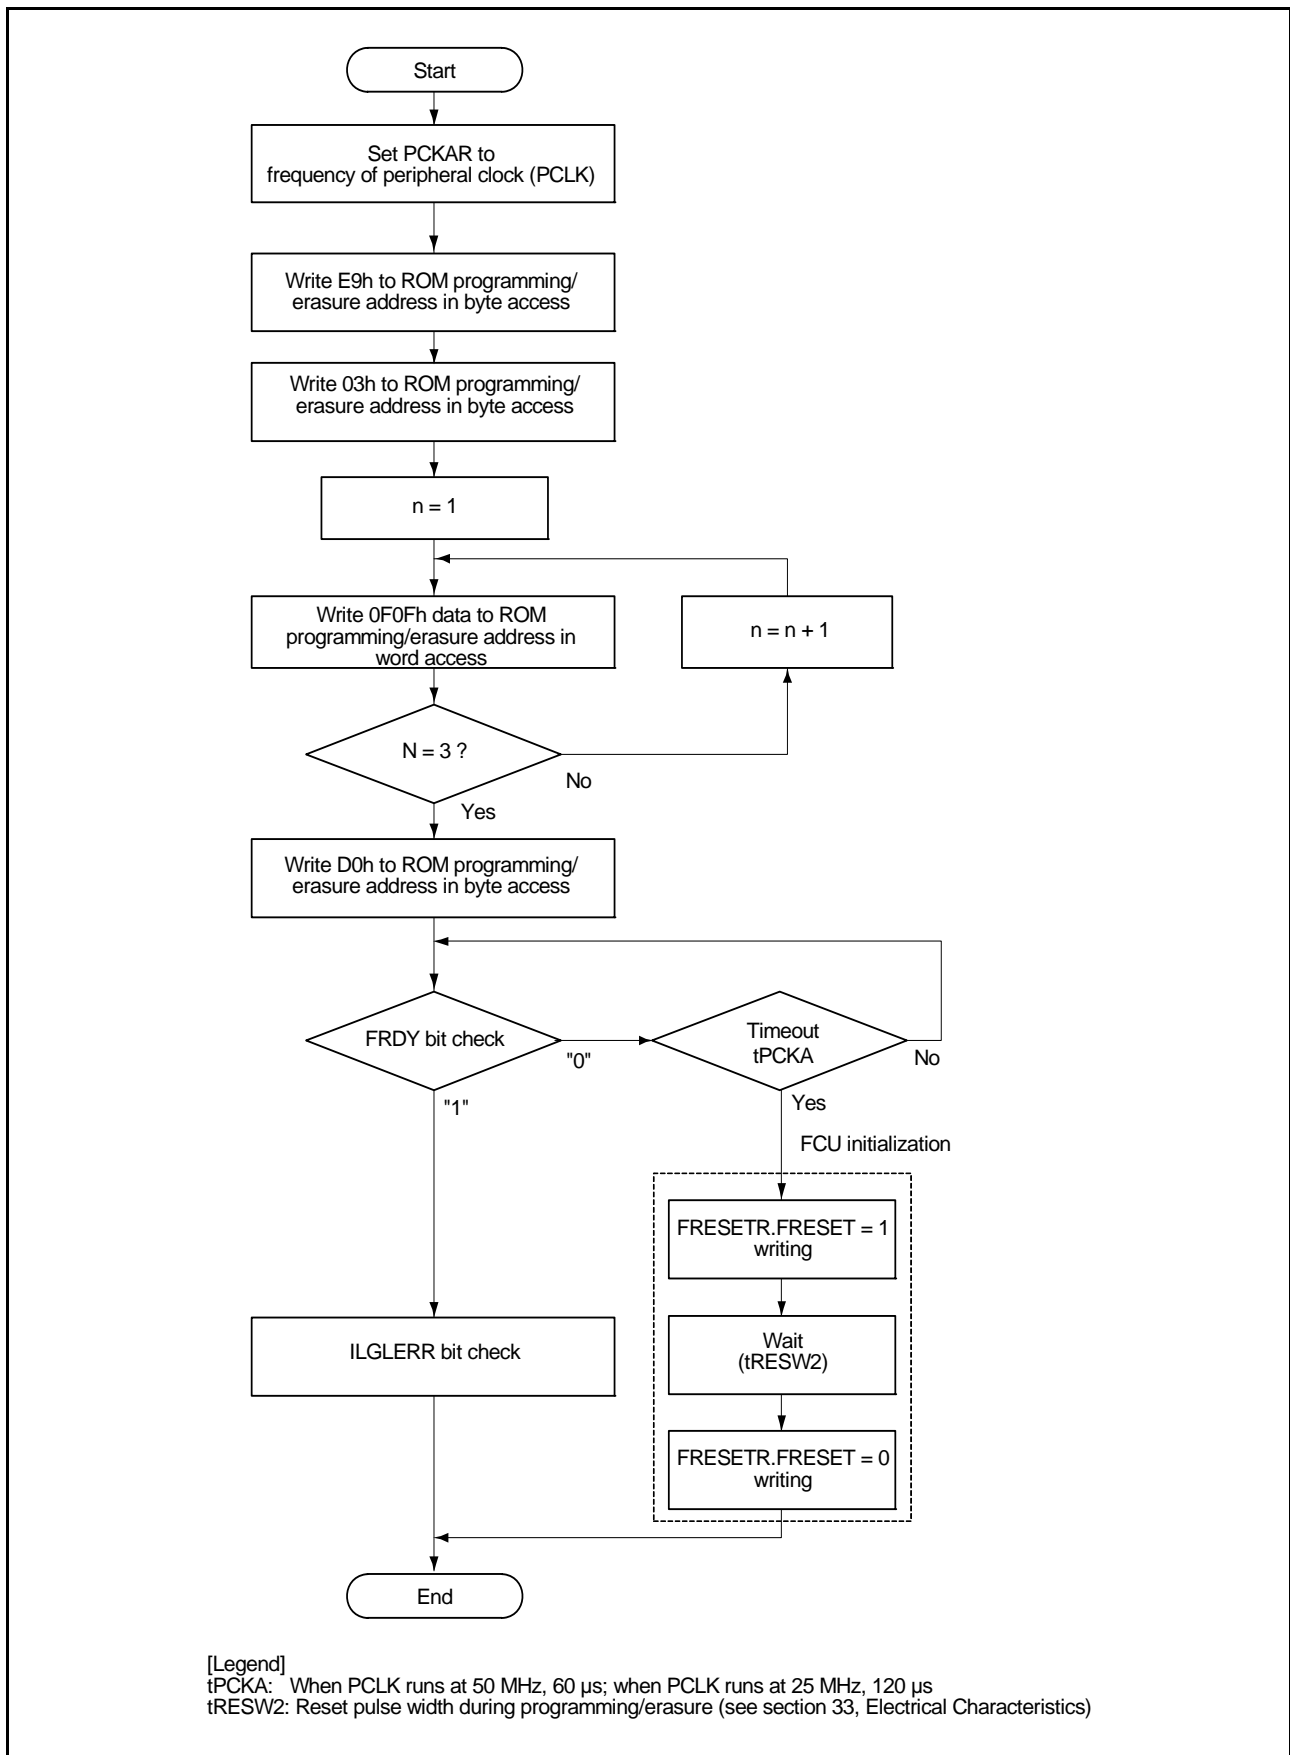 Start
Set PCKAR to
frequency of peripheral clock (PCLK)
Write E9h to ROM programming/
erasure address in byte access
Write 03h to ROM programming/
erasure address in byte access
n = 1
Write 0F0Fh data to ROM
programming/erasure address in
word access
n = n + 1
N = 3 ?
No
Yes
Write D0h to ROM programming/
erasure address in byte access
FRDY bit check
"0"
Timeout
tPCKA
No
"1"
Yes
FCU initialization
FRESETR.FRESET = 1
writing
ILGLERR bit check
Wait
(tRESW2)
FRESETR.FRESET = 0
writing
End
[Legend]
tPCKA: When PCLK runs at 50 MHz, 60 μs; when PCLK runs at 25 MHz, 120 μs
tRESW2: Reset pulse width during programming/erasure (see section 33, Electrical Characteristics)